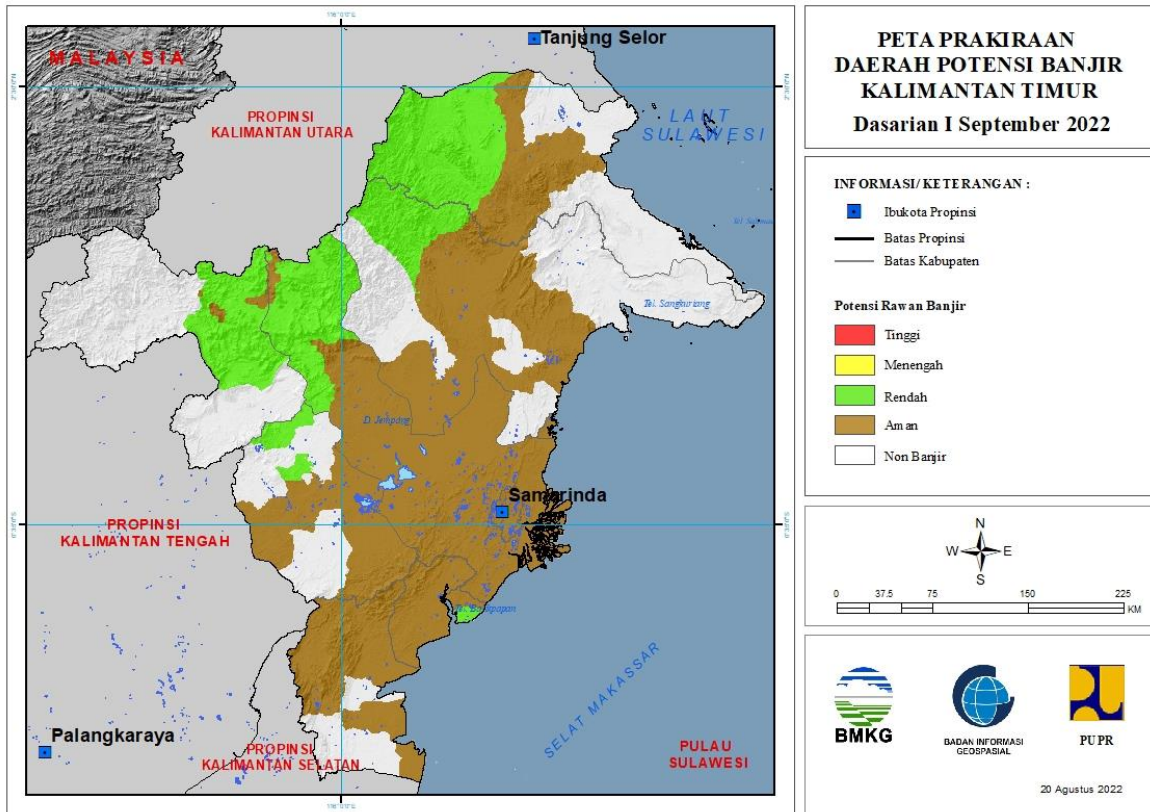 Tanjung Selor
MALAYSIA
PROPINSI
KALIMANTAN UTARA
LAUT
SULAWESI
Tel. Sangkuriang
D. Jempang
Samarinda
PROPINSI
KALIMANTAN TENGAH
SELAT MAKASSAR
Palangkaraya
PROPINSI
KALIMANTAN SELATAN
PULAU
SULAWESI
PETA PRAKIRAAN
DAERAH POTENSI BANJIR
KALIMANTAN TIMUR
Dasarian I September 2022
INFORMASI/KETERANGAN :
Ibukota Propinsi
Batas Propinsi
Batas Kabupaten
Potensi Rawan Banjir
Tinggi
Menengah
Rendah
Aman
Non Banjir
N
W E
S
0 37.5 75 150 225
KM
BMKG
BADAN INFORMASI
GEOSPASIAL
PUPR
20 Agustus 2022